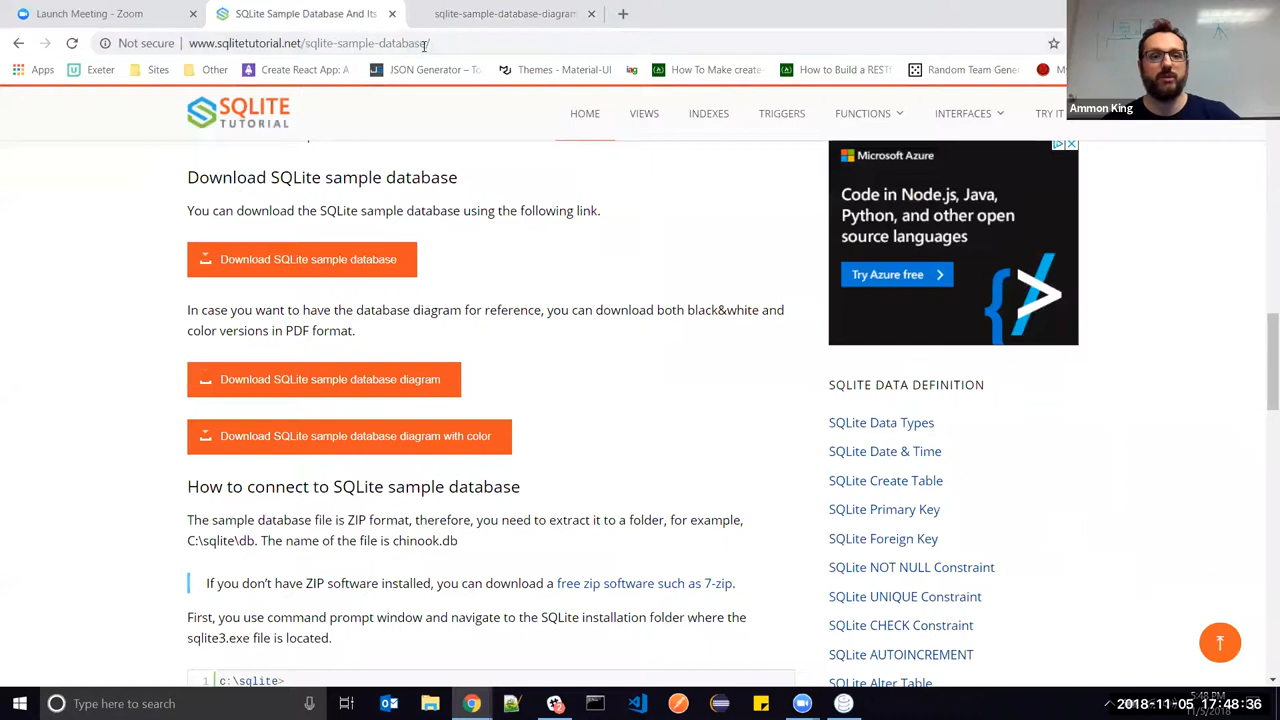 Launch Meeting - Zoom
SQLite Sample Database And Its
sqlite-sample-database-diagram
Not secure
www.sqlitetutorial.net/sqlite-sample-database/
Apps
Exeter
Sites
Other
Create React App: A
JSON Generator – To
Themes - Material-UI
lag
How To Make create-
How to Build a REST
Random Team Gene
Ammon King
SQLITE
TUTORIAL
HOME
VIEWS
INDEXES
TRIGGERS
FUNCTIONS
INTERFACES
TRY IT
Download SQLite sample database
You can download the SQLite sample database using the following link.
Download SQLite sample database
In case you want to have the database diagram for reference, you can download both black&white and
color versions in PDF format.
Download SQLite sample database diagram
Download SQLite sample database diagram with color
How to connect to SQLite sample database
The sample database file is ZIP format, therefore, you need to extract it to a folder, for example,
C:\sqlite\db. The name of the file is chinook.db
If you don't have ZIP software installed, you can download a free zip software such as 7-zip.
First, you use command prompt window and navigate to the SQLite installation folder where the
sqlite3.exe file is located.
1 c:\sqlite>
Microsoft Azure
Code in Node.js, Java,
Python, and other open
source languages
Try Azure free
SQLITE DATA DEFINITION
SQLite Data Types
SQLite Date & Time
SQLite Create Table
SQLite Primary Key
SQLite Foreign Key
SQLite NOT NULL Constraint
SQLite UNIQUE Constraint
SQLite CHECK Constraint
SQLite AUTOINCREMENT
SQLite Alter Table
Type here to search
5:48 PM
2018-11-05 17:48:36
11/5/2018